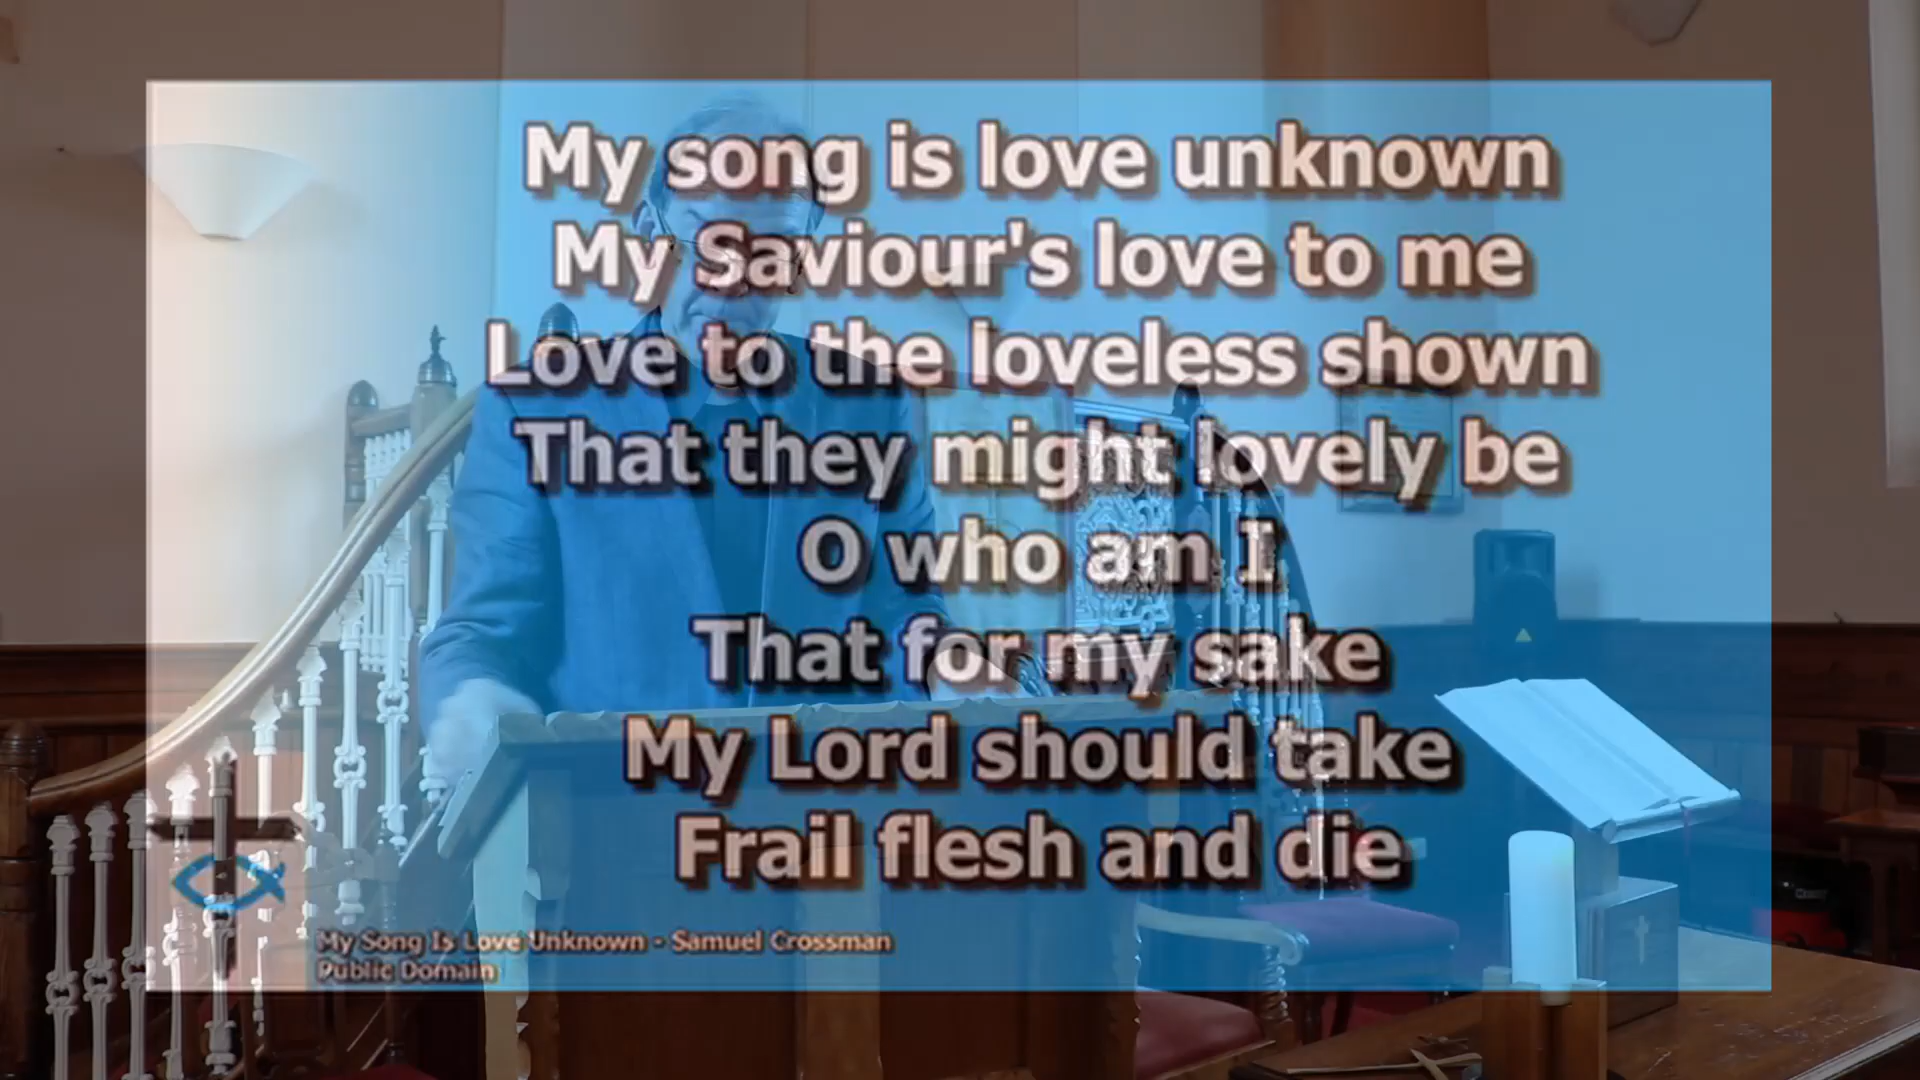 My song is love unknown
My Saviour's love to me
Love to the loveless shown
That they might lovely be
O who am I
That for my sake
My Lord should take
Frail flesh and die
My Song Is Love Unknown - Samuel Crossman
Public Domain